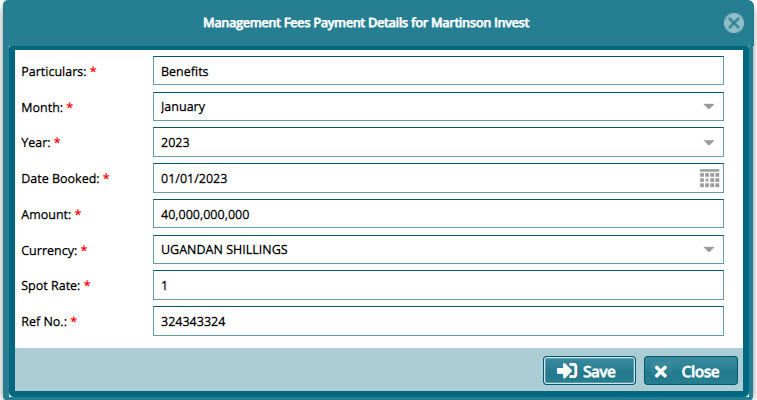 Management Fees Payment Details for Martinson Invest
Particulars: * Benefits
Month: * January
Year: * 2023
Date Booked: * 01/01/2023
Amount: * 40,000,000,000
Currency: * UGANDAN SHILLINGS
Spot Rate: * 1
Ref No.: * 324343324
Save Close